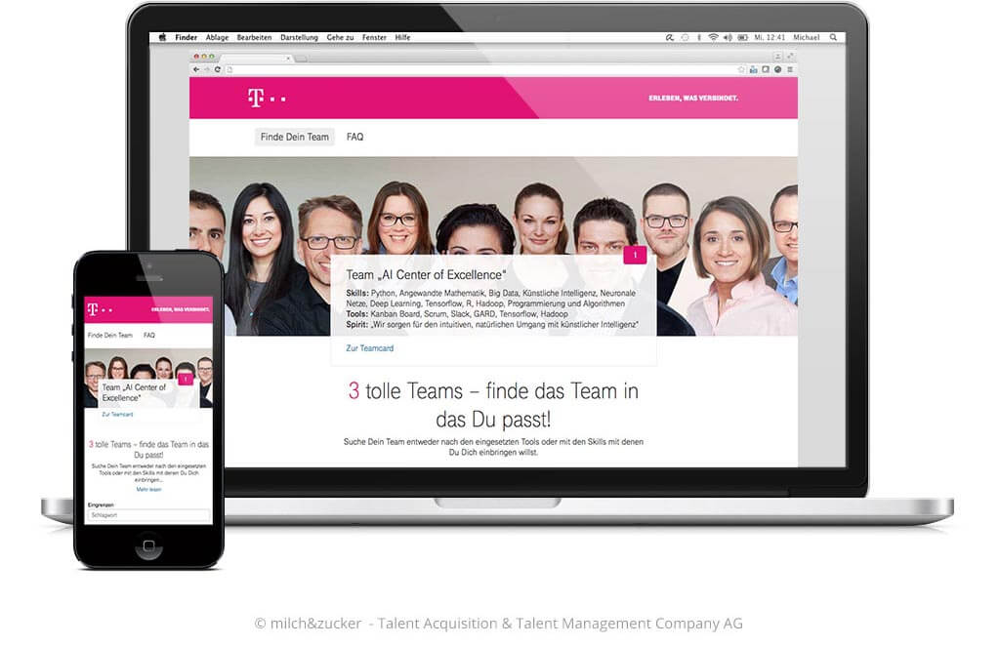 Finder Ablage Bearbeiten Darstellung Gehe zu Fenster Hilfe
Mi. 12:41 Michael
T
ERLEBEN, WAS VERBINDET.
Finde Dein Team FAQ
1
Team „AI Center of Excellence“
Skills: Python, Angewandte Mathematik, Big Data, Künstliche Intelligenz, Neuronale
Netze, Deep Learning, Tensorflow, R, Hadoop, Programmierung und Algorithmen
Tools: Kanban Board, Scrum, Slack, GARD, Tensorflow, Hadoop
Spirit: „Wir sorgen für den intuitiven, natürlichen Umgang mit künstlicher Intelligenz“
Zur Teamcard
3 tolle Teams – finde das Team in
das Du passt!
Suche Dein Team entweder nach den eingesetzten Tools oder mit den Skills mit denen
Du Dich einbringen willst.
T
ERLEBEN, WAS VERBINDET.
Finde Dein Team FAQ
1
Team „AI Center of
Excellence“
Zur Teamcard
3 tolle Teams – finde das Team in das
Du passt!
Suche Dein Team entweder nach den eingesetzten
Tools oder mit den Skills mit denen Du Dich
einbringen...
Mehr lesen
Eingrenzen
Schlagwort
© milch&zucker - Talent Acquisition & Talent Management Company AG